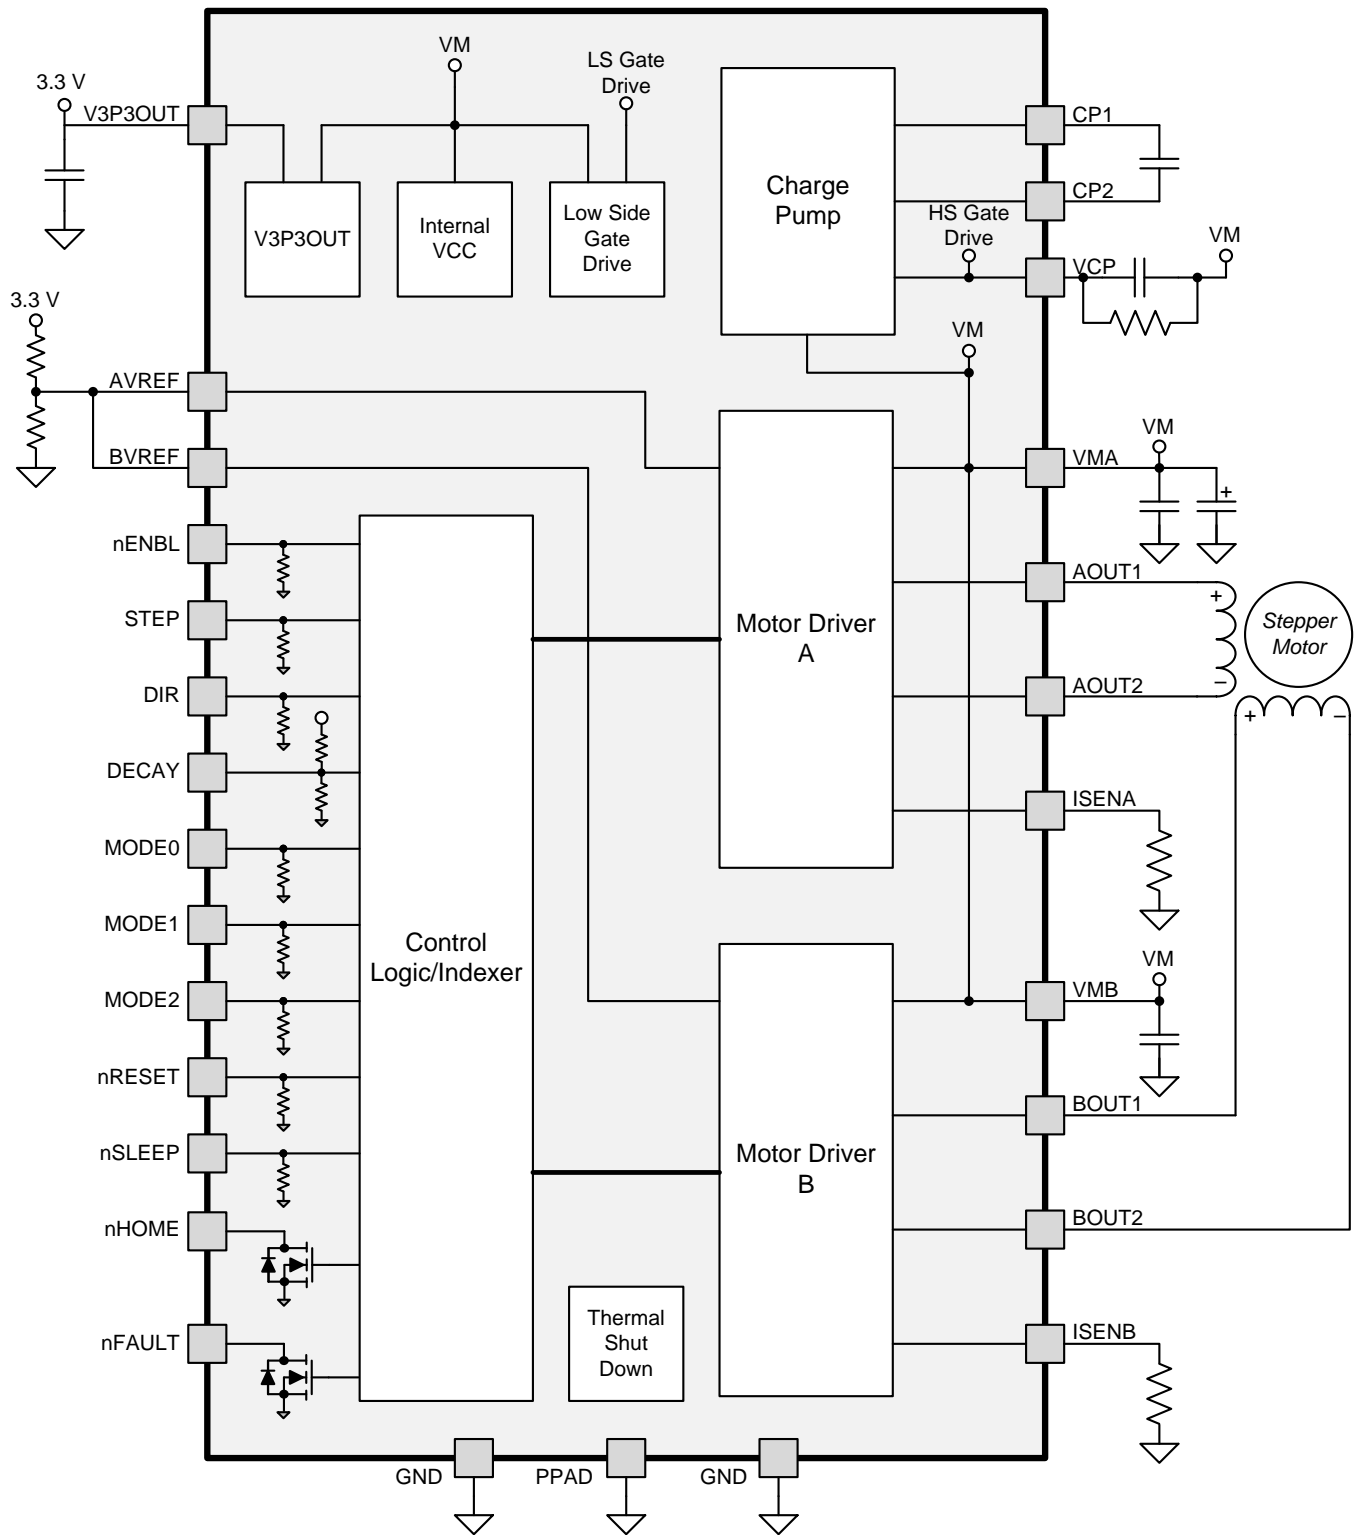 VM
LS Gate
Drive
3.3 V
V3P3OUT
CP1
Charge
Pump
CP2
V3P3OUT
Internal
VCC
Low Side
Gate
Drive
HS Gate
Drive
VCP
VM
3.3 V
VM
AVREF
BVREF
VM
VMA
+
nENBL
STEP
DIR
DECAY
MODE0
MODE1
MODE2
nRESET
nSLEEP
nHOME
nFAULT
Control
Logic/Indexer
Motor Driver
A
AOUT1
+
Stepper
Motor
AOUT2
–
+
–
ISENA
VM
VMB
Motor Driver
B
BOUT1
BOUT2
Thermal
Shut
Down
ISENB
GND
PPAD
GND